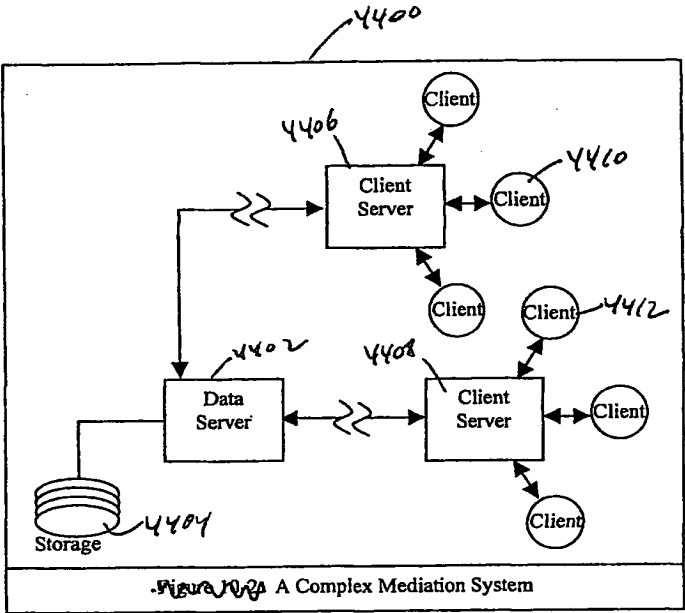 4400
Client
4406
Client
Server
4410
Client
Client
4412
Client
4402
4408
Data
Server
Client
Server
Client
Client
4404
Storage
A Complex Mediation System